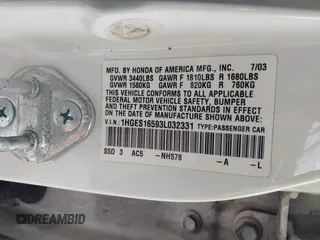 MFD. BY HONDA OF AMERICA MFG., INC. 7/03
GVWR 3440LBS GAWR F 1810LBS R 1680LBS
GVWR 1560KG GAWR F 820KG R 760KG
THIS VEHICLE CONFORMS TO ALL APPLICABLE
FEDERAL MOTOR VEHICLE SAFETY, BUMPER
AND THEFT PREVENTION STANDARDS IN EFFECT
ON THE DATE OF MANUFACTURE SHOWN ABOVE.
V.I.N.: 1HGES16593L032331 TYPE:PASSENGER CAR
SSD 3 AC5 -NH578 -A -L
DREAMBID